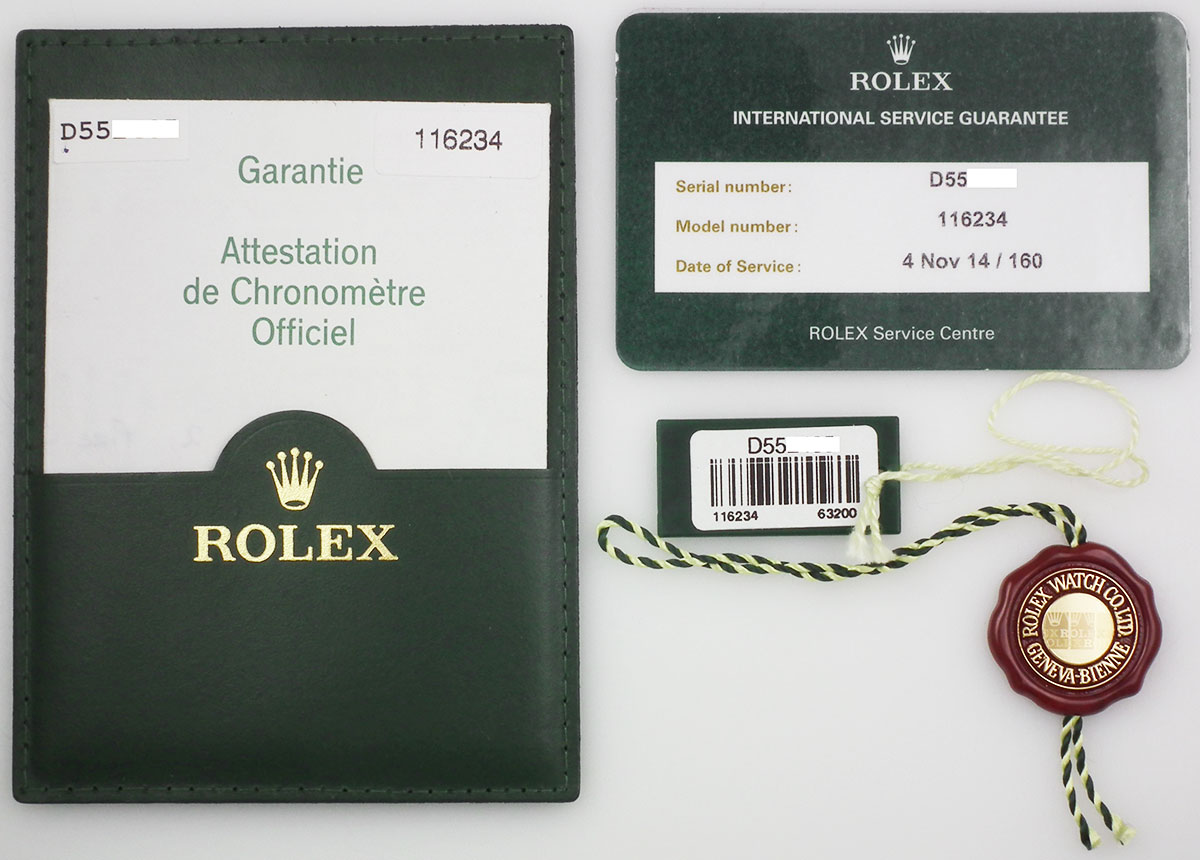 D55
116234
Garantie
Attestation
de Chronomètre
Officiel
ROLEX
ROLEX
INTERNATIONAL SERVICE GUARANTEE
Serial number: D55
Model number: 116234
Date of Service: 4 Nov 14 / 160
ROLEX Service Centre
D55
116234 63200
ROLEX WATCH CO. LTD.
GENEVA-BIENNE
ROLEX